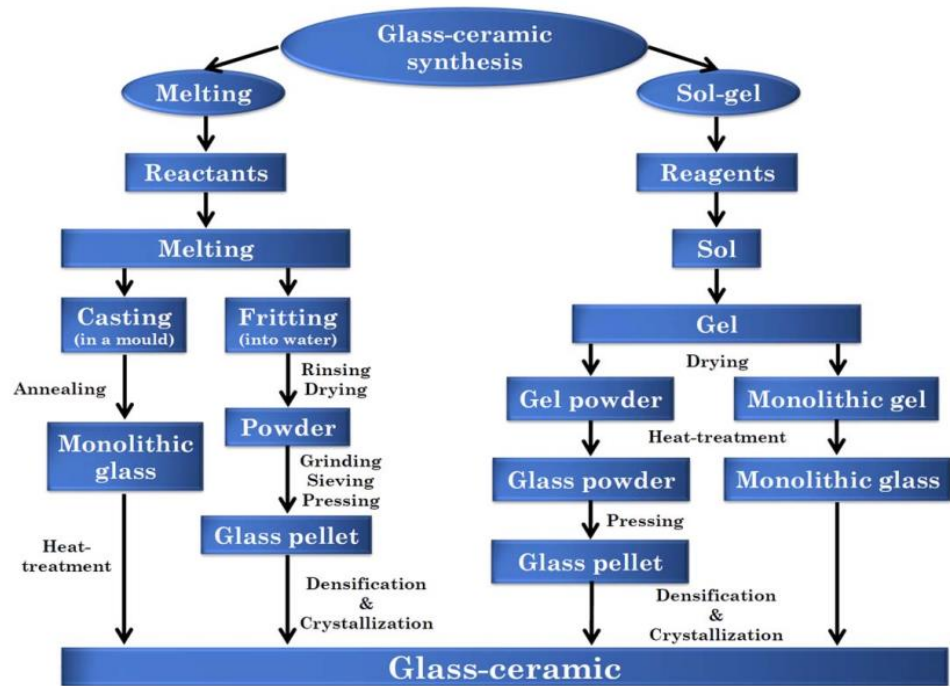 Glass-ceramic
synthesis
Melting
Sol-gel
Reactants
Reagents
Melting
Sol
Casting
(in a mould)
Fritting
(into water)
Gel
Annealing
Rinsing
Drying
Drying
Gel powder
Monolithic gel
Monolithic
glass
Powder
Heat-treatment
Grinding
Sieving
Pressing
Glass powder
Monolithic glass
Glass pellet
Pressing
Heat-
treatment
Glass pellet
Densification
&
Crystallization
Densification
&
Crystallization
Glass-ceramic